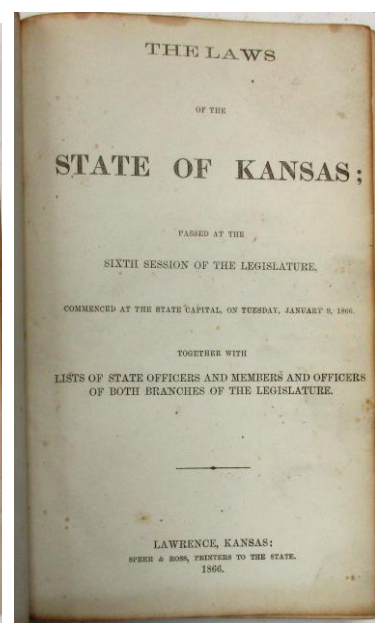 THE LAWS
OF THE
STATE OF KANSAS;
PASSED AT THE
SIXTH SESSION OF THE LEGISLATURE,
COMMENCED AT THE STATE CAPITAL, ON TUESDAY, JANUARY 9, 1866.
TOGETHER WITH
LISTS OF STATE OFFICERS AND MEMBERS AND OFFICERS
OF BOTH BRANCHES OF THE LEGISLATURE.
LAWRENCE, KANSAS:
SPEER & ROSS, PRINTERS TO THE STATE.
1866.